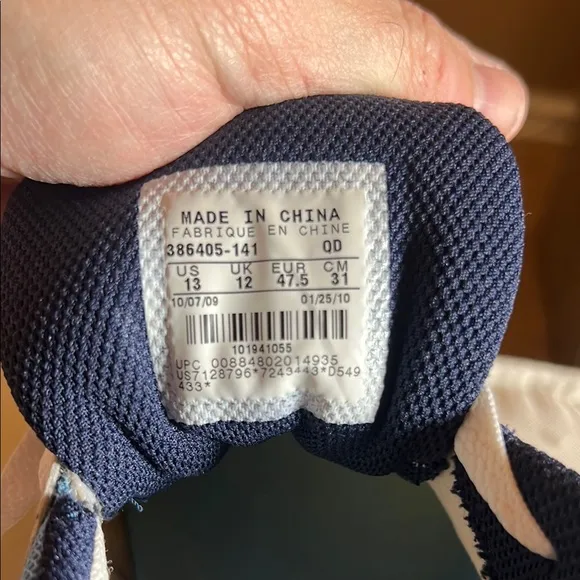 MADE IN CHINA
FABRIQUE EN CHINE
386405-141 QD
US UK EUR CM
13 12 47.5 31
10/07/09 01/25/10
101941055
UPC 00884802014935
US7128796*7243443*D549
433*